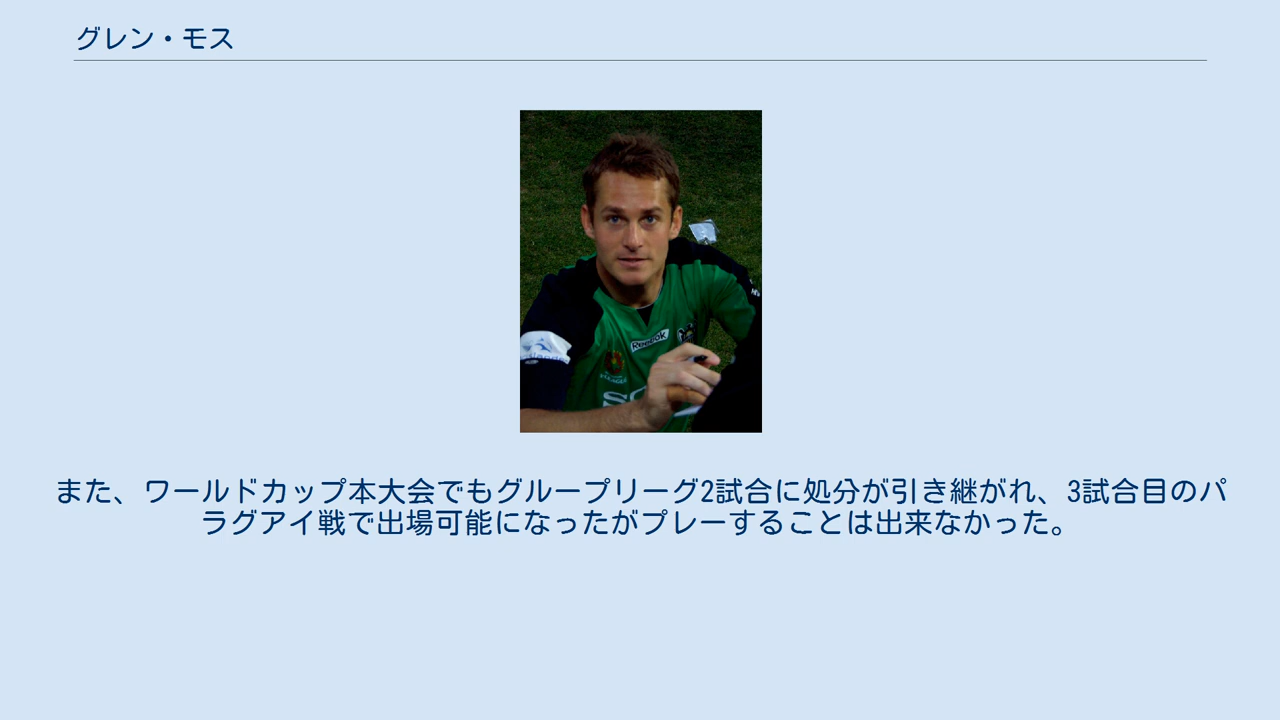 グレン・モス
Reebok
また、ワールドカップ本大会でもグループリーグ2試合に処分が引き継がれ、3試合目のパ
ラグアイ戦で出場可能になったがプレーすることは出来なかった。